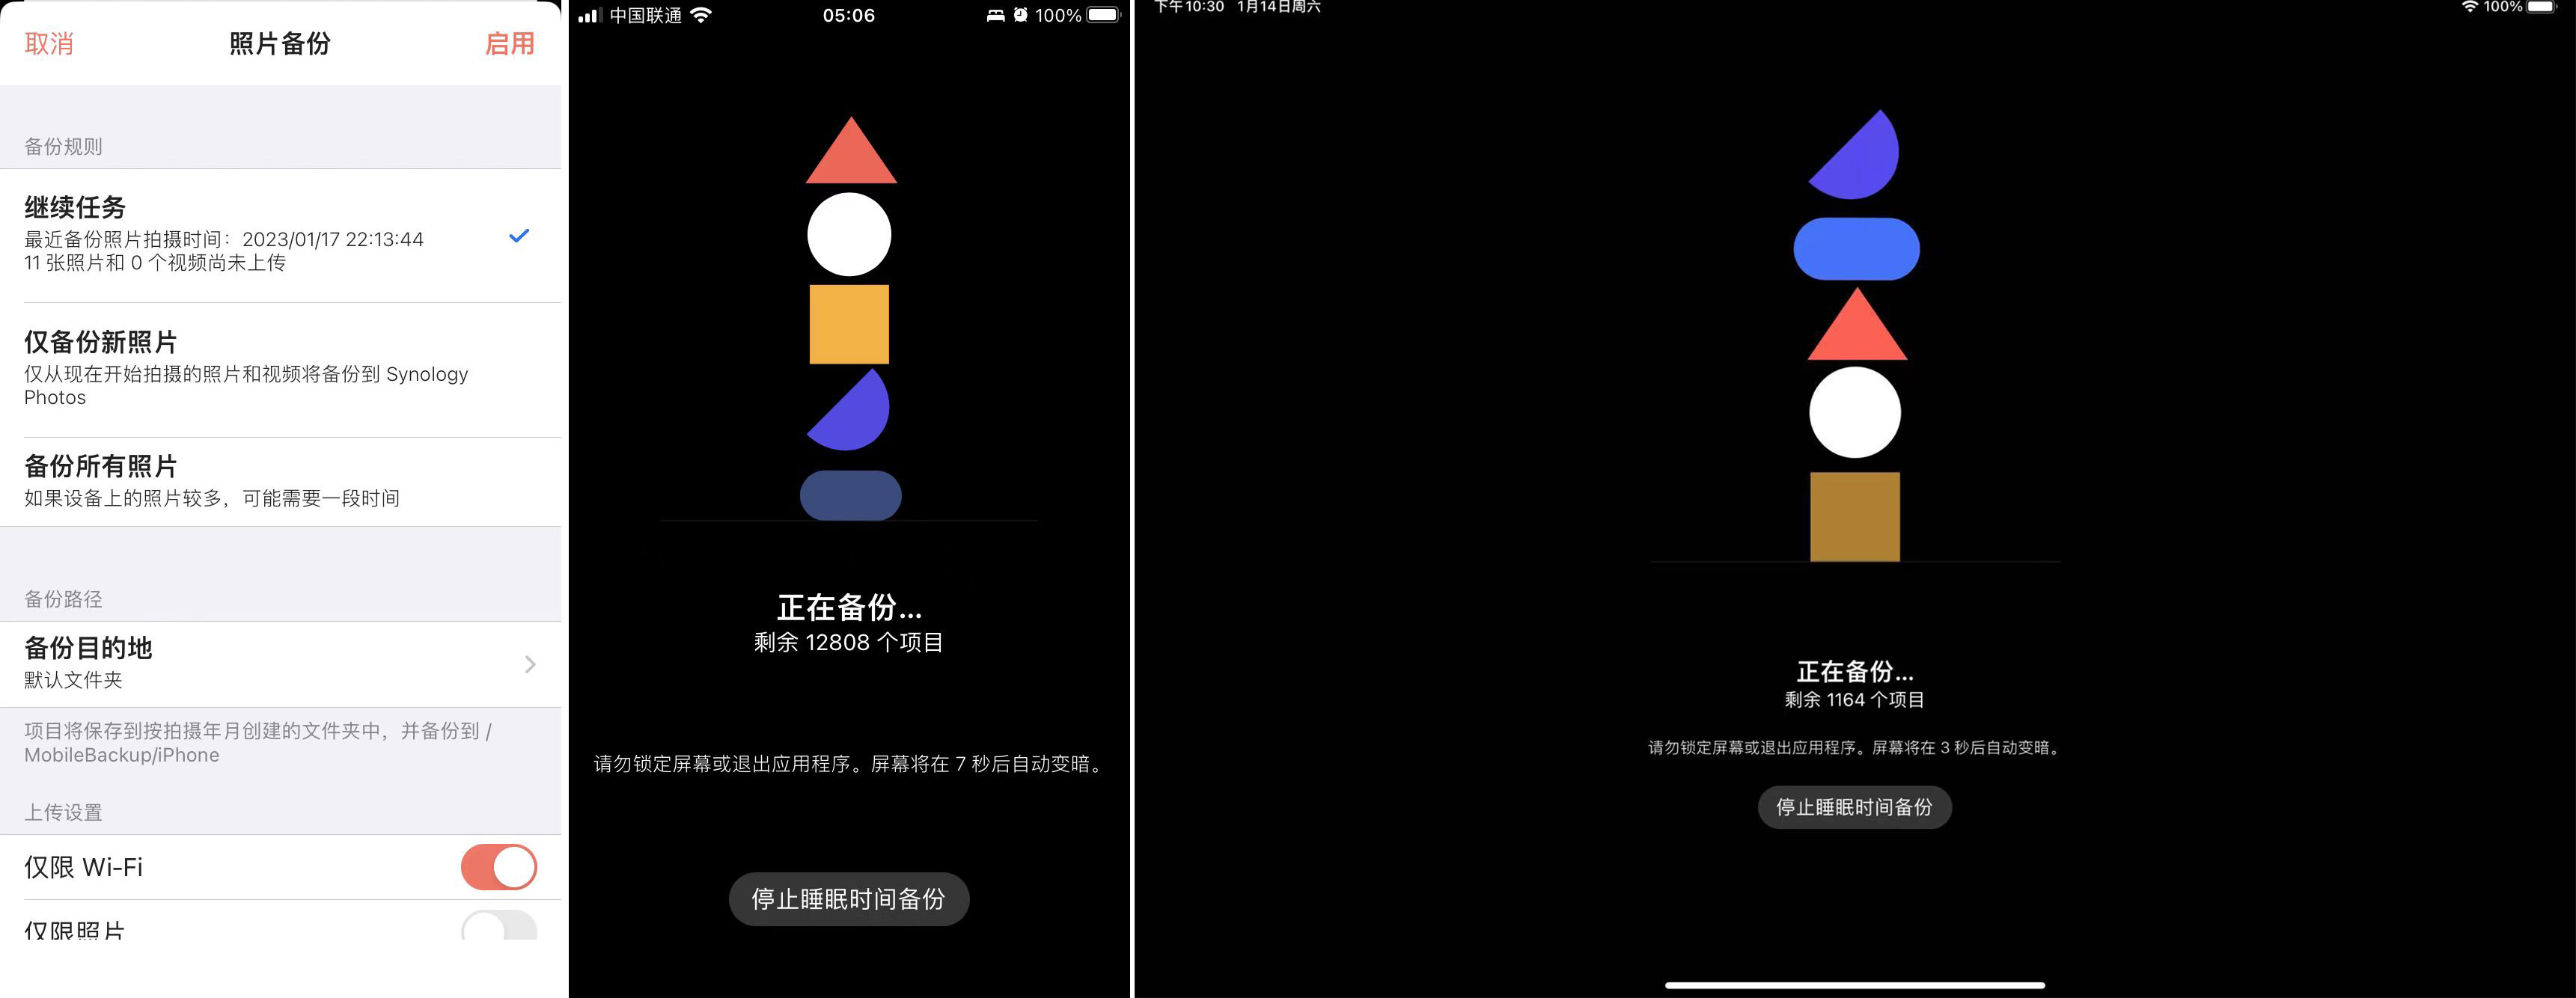 取消
照片备份
启用
备份规则
继续任务
最近备份照片拍摄时间：2023/01/17 22:13:44
11 张照片和 0 个视频尚未上传
仅备份新照片
仅从现在开始拍摄的照片和视频将备份到 Synology
Photos
备份所有照片
如果设备上的照片较多，可能需要一段时间
备份路径
备份目的地
默认文件夹
项目将保存到按拍摄年月创建的文件夹中，并备份到 /
MobileBackup/iPhone
上传设置
仅限 Wi-Fi
仅限照片
中国联通
05:06
100%
正在备份...
剩余 12808 个项目
请勿锁定屏幕或退出应用程序。屏幕将在 7 秒后自动变暗。
停止睡眠时间备份
下午10:30 1月14日周六
100%
正在备份...
剩余 1164 个项目
请勿锁定屏幕或退出应用程序。屏幕将在 3 秒后自动变暗。
停止睡眠时间备份